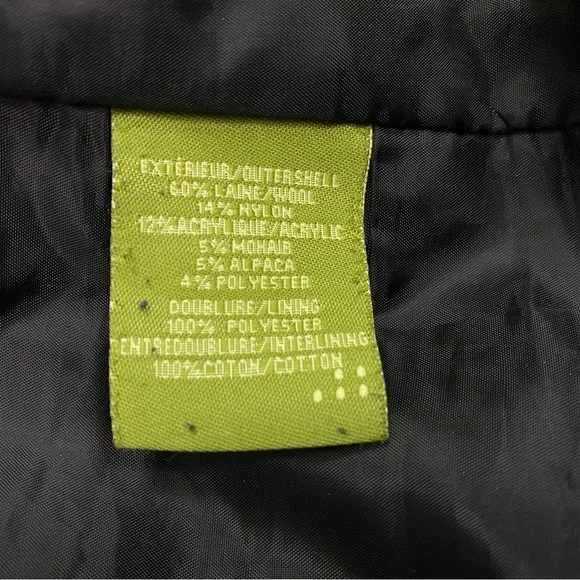 EXTÉRIEUR/OUTERSHELL
60% LAINE/WOOL
14% NYLON
12% ACRYLIQUE/ACRYLIC
5% MOHAIR
5% ALPACA
4% POLYESTER
DOUBLURE/LINING
100% POLYESTER
ENTREDOUBLURE/INTERLINING
100% COTON/COTTON